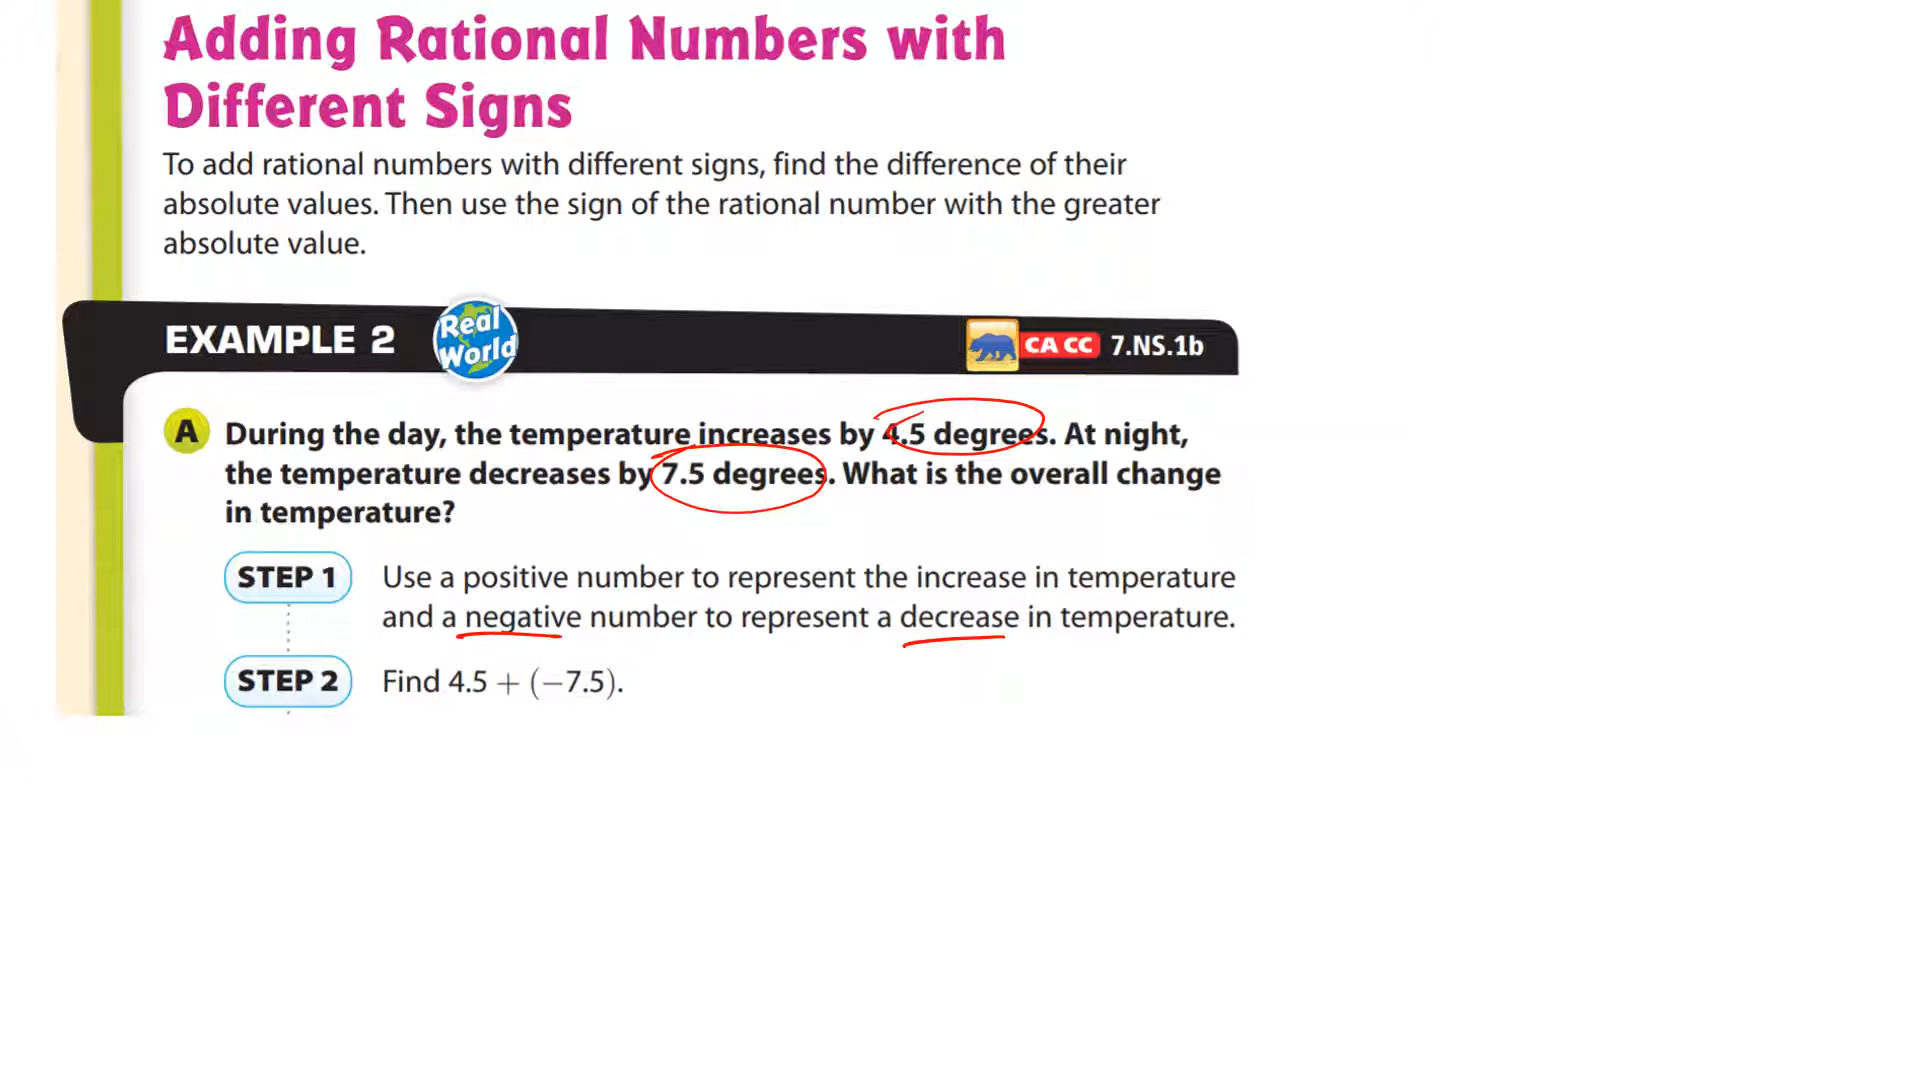 Adding Rational Numbers with
Different Signs
To add rational numbers with different signs, find the difference of their
absolute values. Then use the sign of the rational number with the greater
absolute value.
EXAMPLE 2 Real World CA CC 7.NS.1b
A During the day, the temperature increases by 4.5 degrees. At night,
the temperature decreases by 7.5 degrees. What is the overall change
in temperature?
STEP 1 Use a positive number to represent the increase in temperature
and a negative number to represent a decrease in temperature.
STEP 2 Find 4.5 + (−7.5).